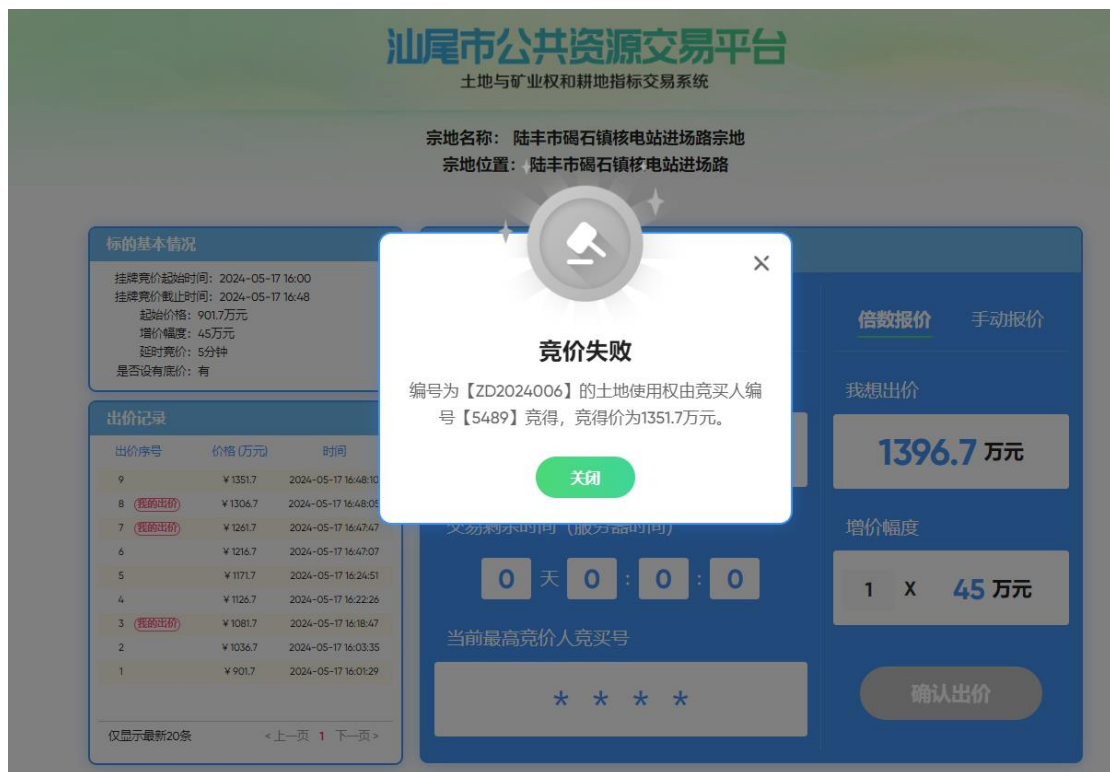 汕尾市公共资源交易平台
土地与矿业权和耕地指标交易系统
宗地名称: 陆丰市碣石镇核电站进场路宗地
宗地位置: 陆丰市碣石镇核电站进场路
标的基本情况
挂牌竞价起始时间: 2024-05-17 16:00
挂牌竞价截止时间: 2024-05-17 16:48
起始价格: 901.7万元
增价幅度: 45万元
延时竞价: 5分钟
是否设有底价: 有
出价记录
出价序号 价格(万元) 时间
9 ¥1351.7 2024-05-17 16:48:10
8 (我的出价) ¥1306.7 2024-05-17 16:48:05
7 (我的出价) ¥1261.7 2024-05-17 16:47:47
6 ¥1216.7 2024-05-17 16:47:07
5 ¥1171.7 2024-05-17 16:24:51
4 ¥1126.7 2024-05-17 16:22:26
3 (我的出价) ¥1081.7 2024-05-17 16:18:47
2 ¥1036.7 2024-05-17 16:03:35
1 ¥901.7 2024-05-17 16:01:29
仅显示最新20条 <上一页 1 下一页>
竞价失败
编号为【ZD2024006】的土地使用权由竞买人编
号【5489】竞得，竞得价为1351.7万元。
关闭
交易剩余时间（服务器时间）
0 天 0 : 0 : 0
当前最高竞价人竞买号
* * * *
倍数报价 手动报价
我想出价
1396.7 万元
增价幅度
1 X 45 万元
确认出价